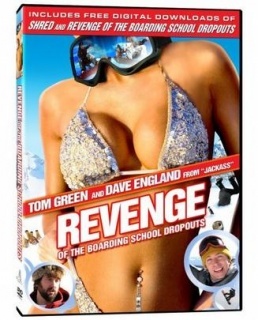 INCLUDES FREE DIGITAL DOWNLOADS OF
SHRED AND REVENGE OF THE BOARDING SCHOOL DROPOUTS
TOM GREEN AND DAVE ENGLAND FROM "JACKASS"
REVENGE
OF THE BOARDING SCHOOL DROPOUTS